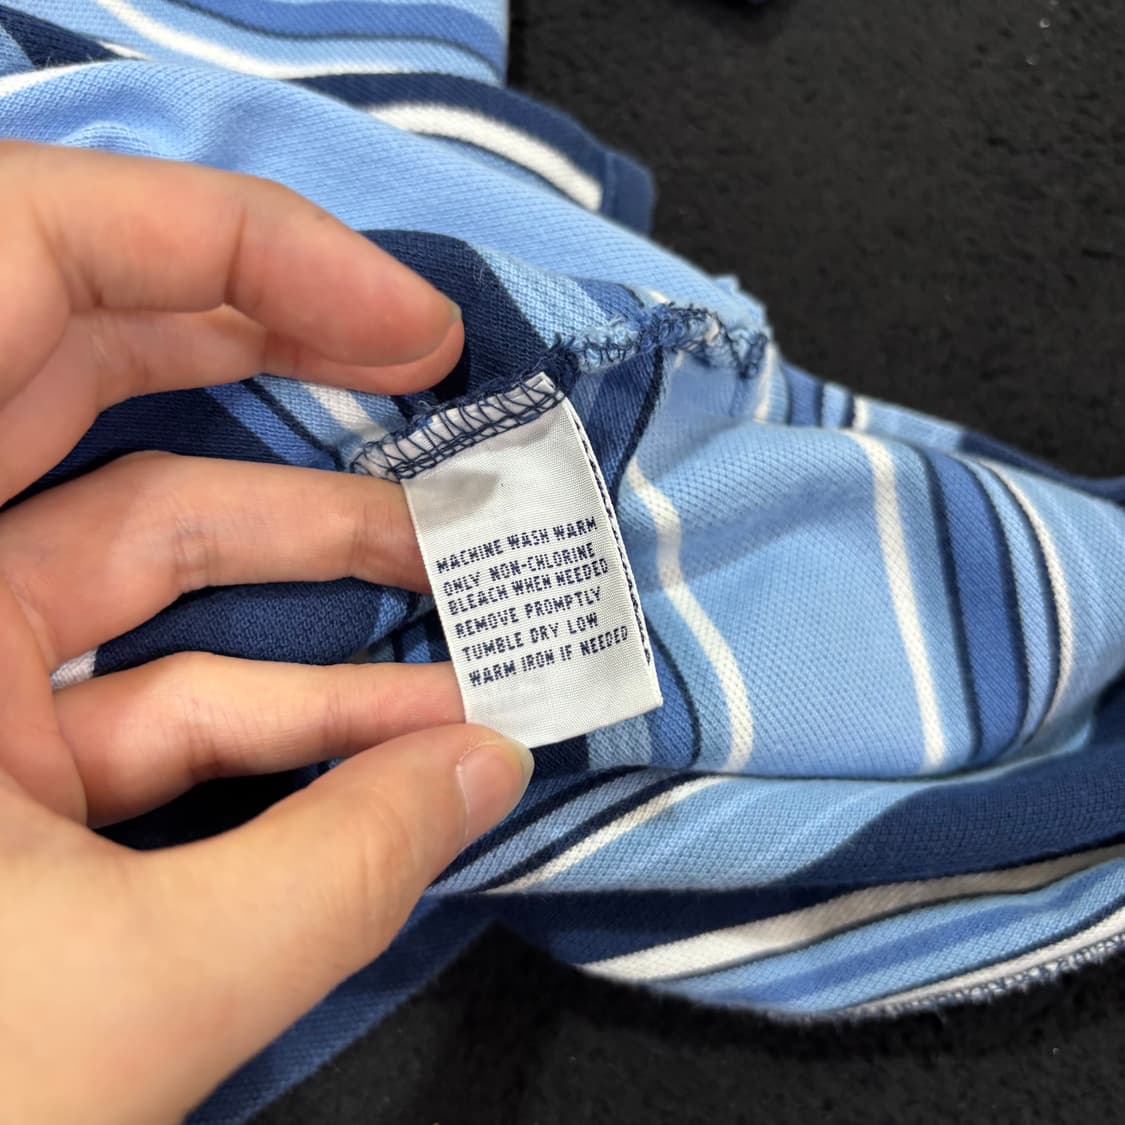 MACHINE WASH WARM
ONLY NON-CHLORINE
BLEACH WHEN NEEDED
REMOVE PROMPTLY
TUMBLE DRY LOW
WARM IRON IF NEEDED